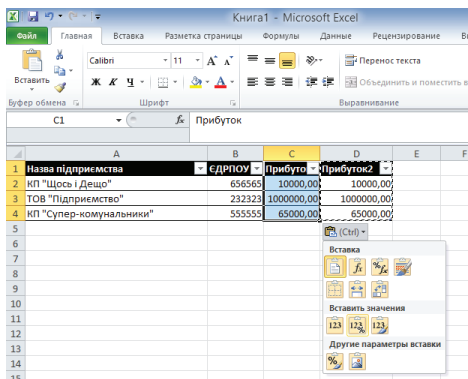 Книга1 - Microsoft Excel
Файл Главная Вставка Разметка страницы Формулы Данные Рецензирование
Вставить
Calibri 11
Ж К Ч
Перенос текста
Объединить и поместить в
Буфер обмена Шрифт Выравнивание
C1 fx Прибуток
A B C D E F
1 Назва підприємства ЄДРПОУ Прибуто Прибуток2
2 КП "Щось і Дещо" 656565 10000,00 10000,00
3 ТОВ "Підприємство" 232323 1000000,00 1000000,00
4 КП "Супер-комунальники" 555555 65000,00 65000,00
5 (Ctrl)
6 Вставка
7
8
9
10
11 Вставить значения
12 123 123 123
13 Другие параметры вставки
14
15